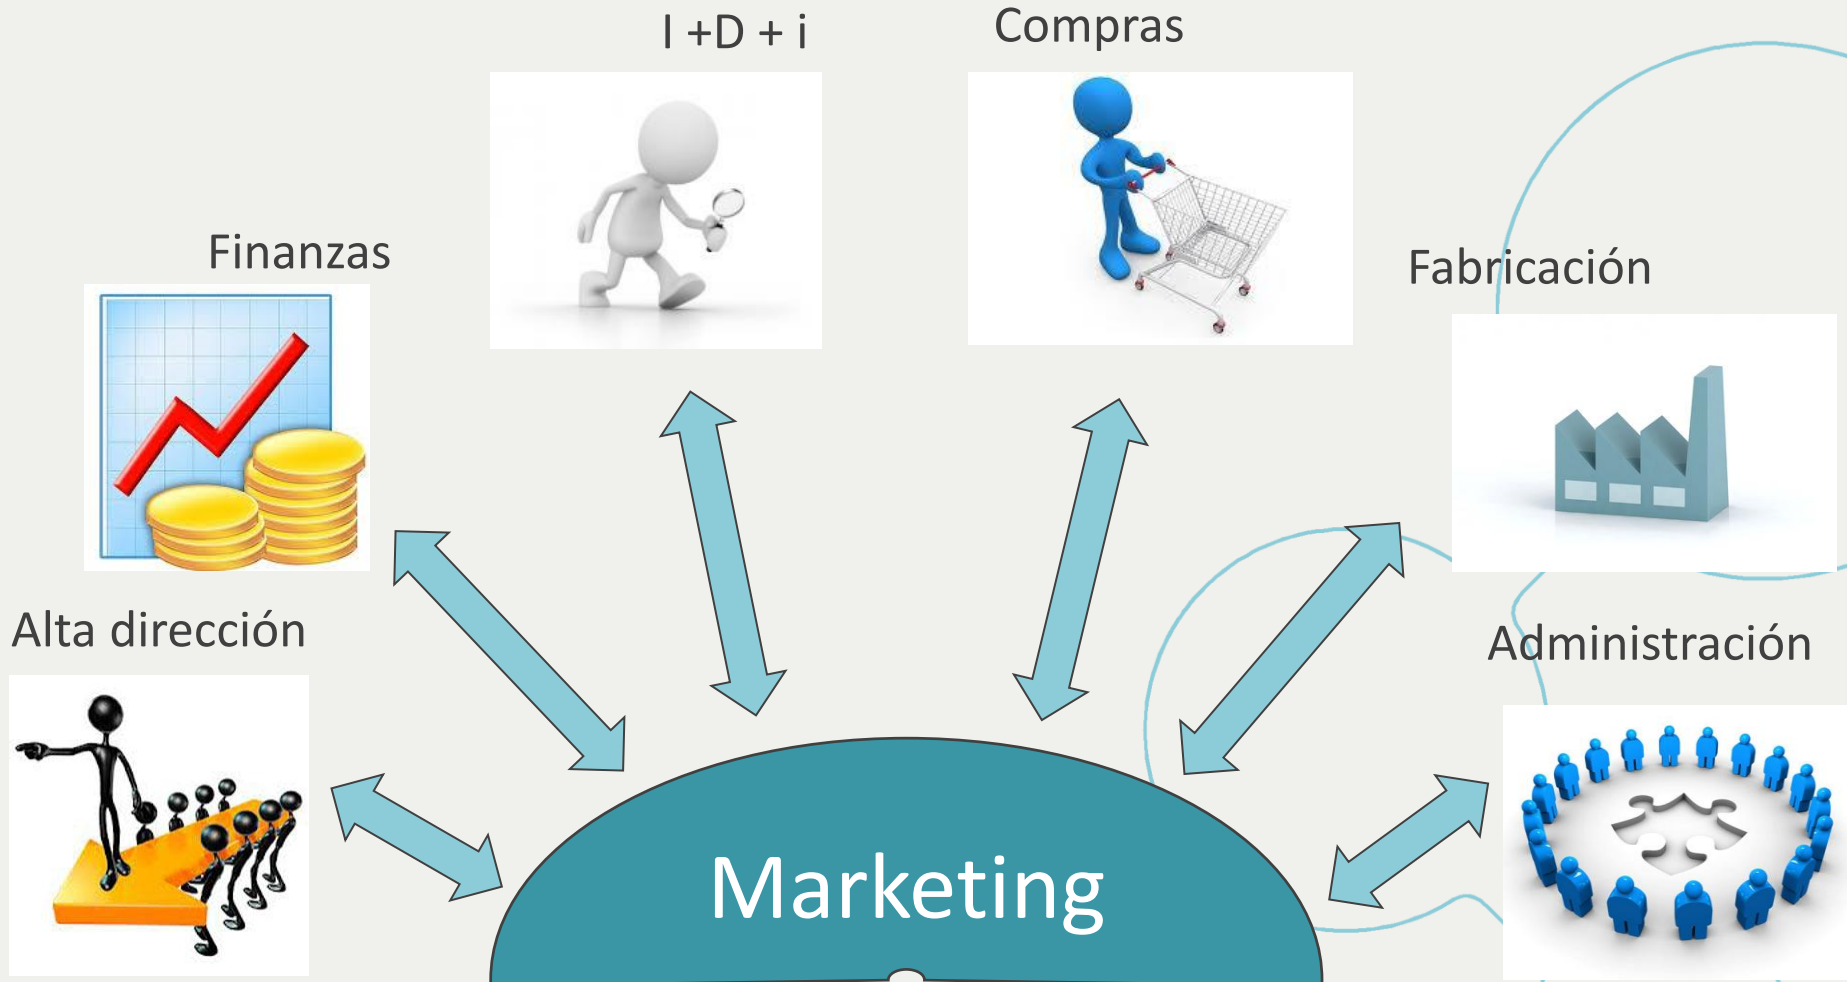 I +D + i
Compras
Finanzas
Fabricación
Alta dirección
Administración
Marketing